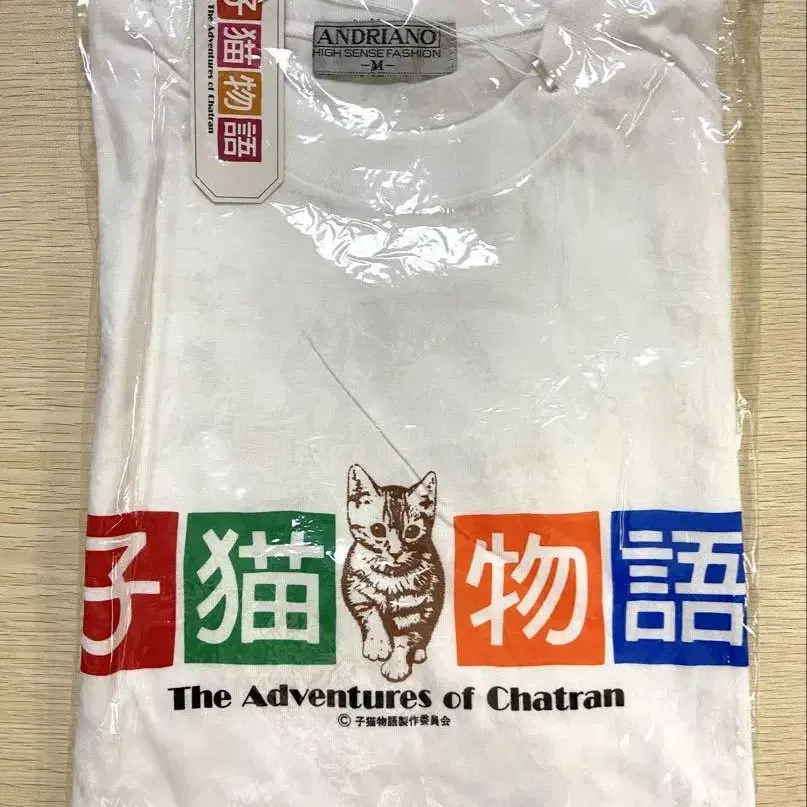 子猫物語
The Adventures of Chatran
ANDRIANO
HIGH SENSE FASHION
-M-
子猫物語
The Adventures of Chatran
© 子猫物語製作委員会